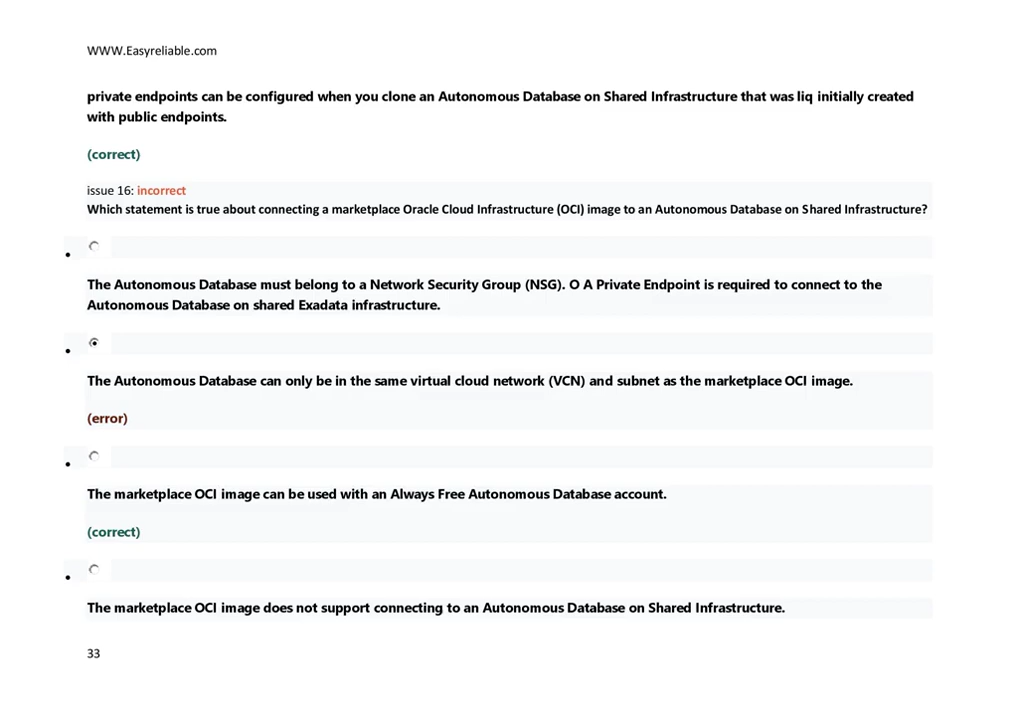 WWW.Easyreliable.com
private endpoints can be configured when you clone an Autonomous Database on Shared Infrastructure that was liq initially created
with public endpoints.
(correct)
issue 16: incorrect
Which statement is true about connecting a marketplace Oracle Cloud Infrastructure (OCI) image to an Autonomous Database on Shared Infrastructure?
The Autonomous Database must belong to a Network Security Group (NSG). O A Private Endpoint is required to connect to the
Autonomous Database on shared Exadata infrastructure.
The Autonomous Database can only be in the same virtual cloud network (VCN) and subnet as the marketplace OCI image.
(error)
The marketplace OCI image can be used with an Always Free Autonomous Database account.
(correct)
The marketplace OCI image does not support connecting to an Autonomous Database on Shared Infrastructure.
33